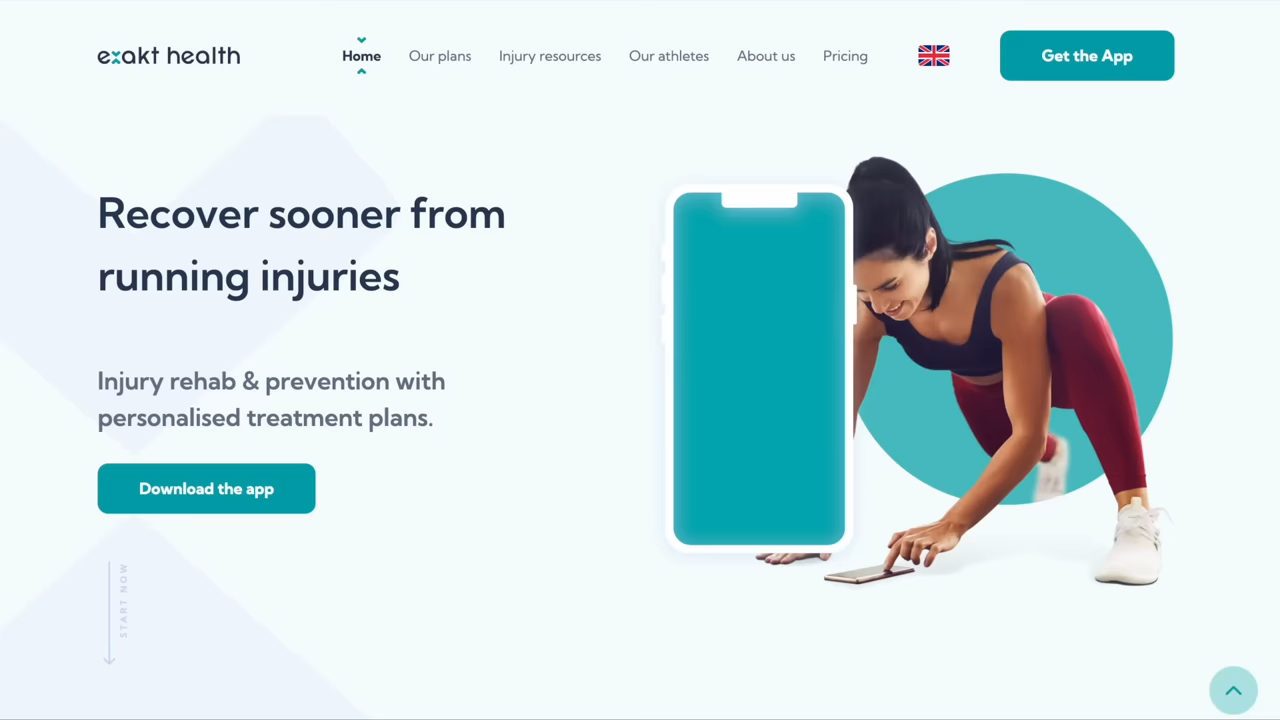 exakt health
Home
Our plans
Injury resources
Our athletes
About us
Pricing
Get the App
Recover sooner from
running injuries
Injury rehab & prevention with
personalised treatment plans.
Download the app
START NOW